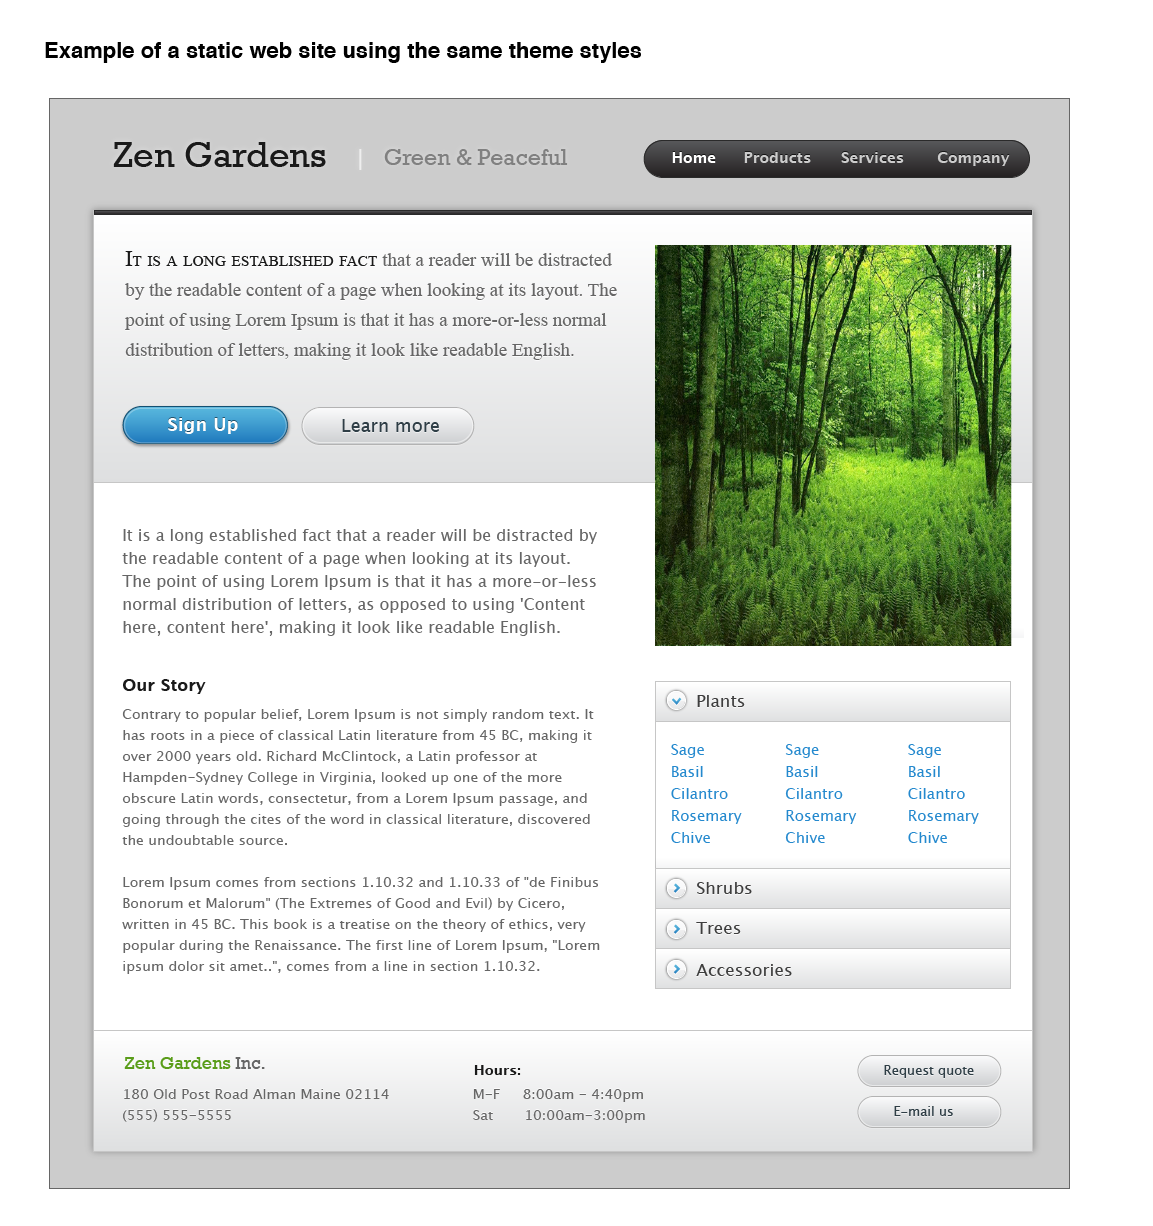 Example of a static web site using the same theme styles
Zen Gardens | Green & Peaceful
Home Products Services Company
It is a long established fact that a reader will be distracted
by the readable content of a page when looking at its layout. The
point of using Lorem Ipsum is that it has a more-or-less normal
distribution of letters, making it look like readable English.
Sign Up Learn more
It is a long established fact that a reader will be distracted by
the readable content of a page when looking at its layout.
The point of using Lorem Ipsum is that it has a more-or-less
normal distribution of letters, as opposed to using 'Content
here, content here', making it look like readable English.
Our Story
Contrary to popular belief, Lorem Ipsum is not simply random text. It
has roots in a piece of classical Latin literature from 45 BC, making it
over 2000 years old. Richard McClintock, a Latin professor at
Hampden-Sydney College in Virginia, looked up one of the more
obscure Latin words, consectetur, from a Lorem Ipsum passage, and
going through the cites of the word in classical literature, discovered
the undoubtable source.
Lorem Ipsum comes from sections 1.10.32 and 1.10.33 of "de Finibus
Bonorum et Malorum" (The Extremes of Good and Evil) by Cicero,
written in 45 BC. This book is a treatise on the theory of ethics, very
popular during the Renaissance. The first line of Lorem Ipsum, "Lorem
ipsum dolor sit amet..", comes from a line in section 1.10.32.
Plants
Sage Sage Sage
Basil Basil Basil
Cilantro Cilantro Cilantro
Rosemary Rosemary Rosemary
Chive Chive Chive
Shrubs
Trees
Accessories
Zen Gardens Inc.
180 Old Post Road Alman Maine 02114
(555) 555-5555
Hours:
M-F 8:00am - 4:40pm
Sat 10:00am-3:00pm
Request quote
E-mail us